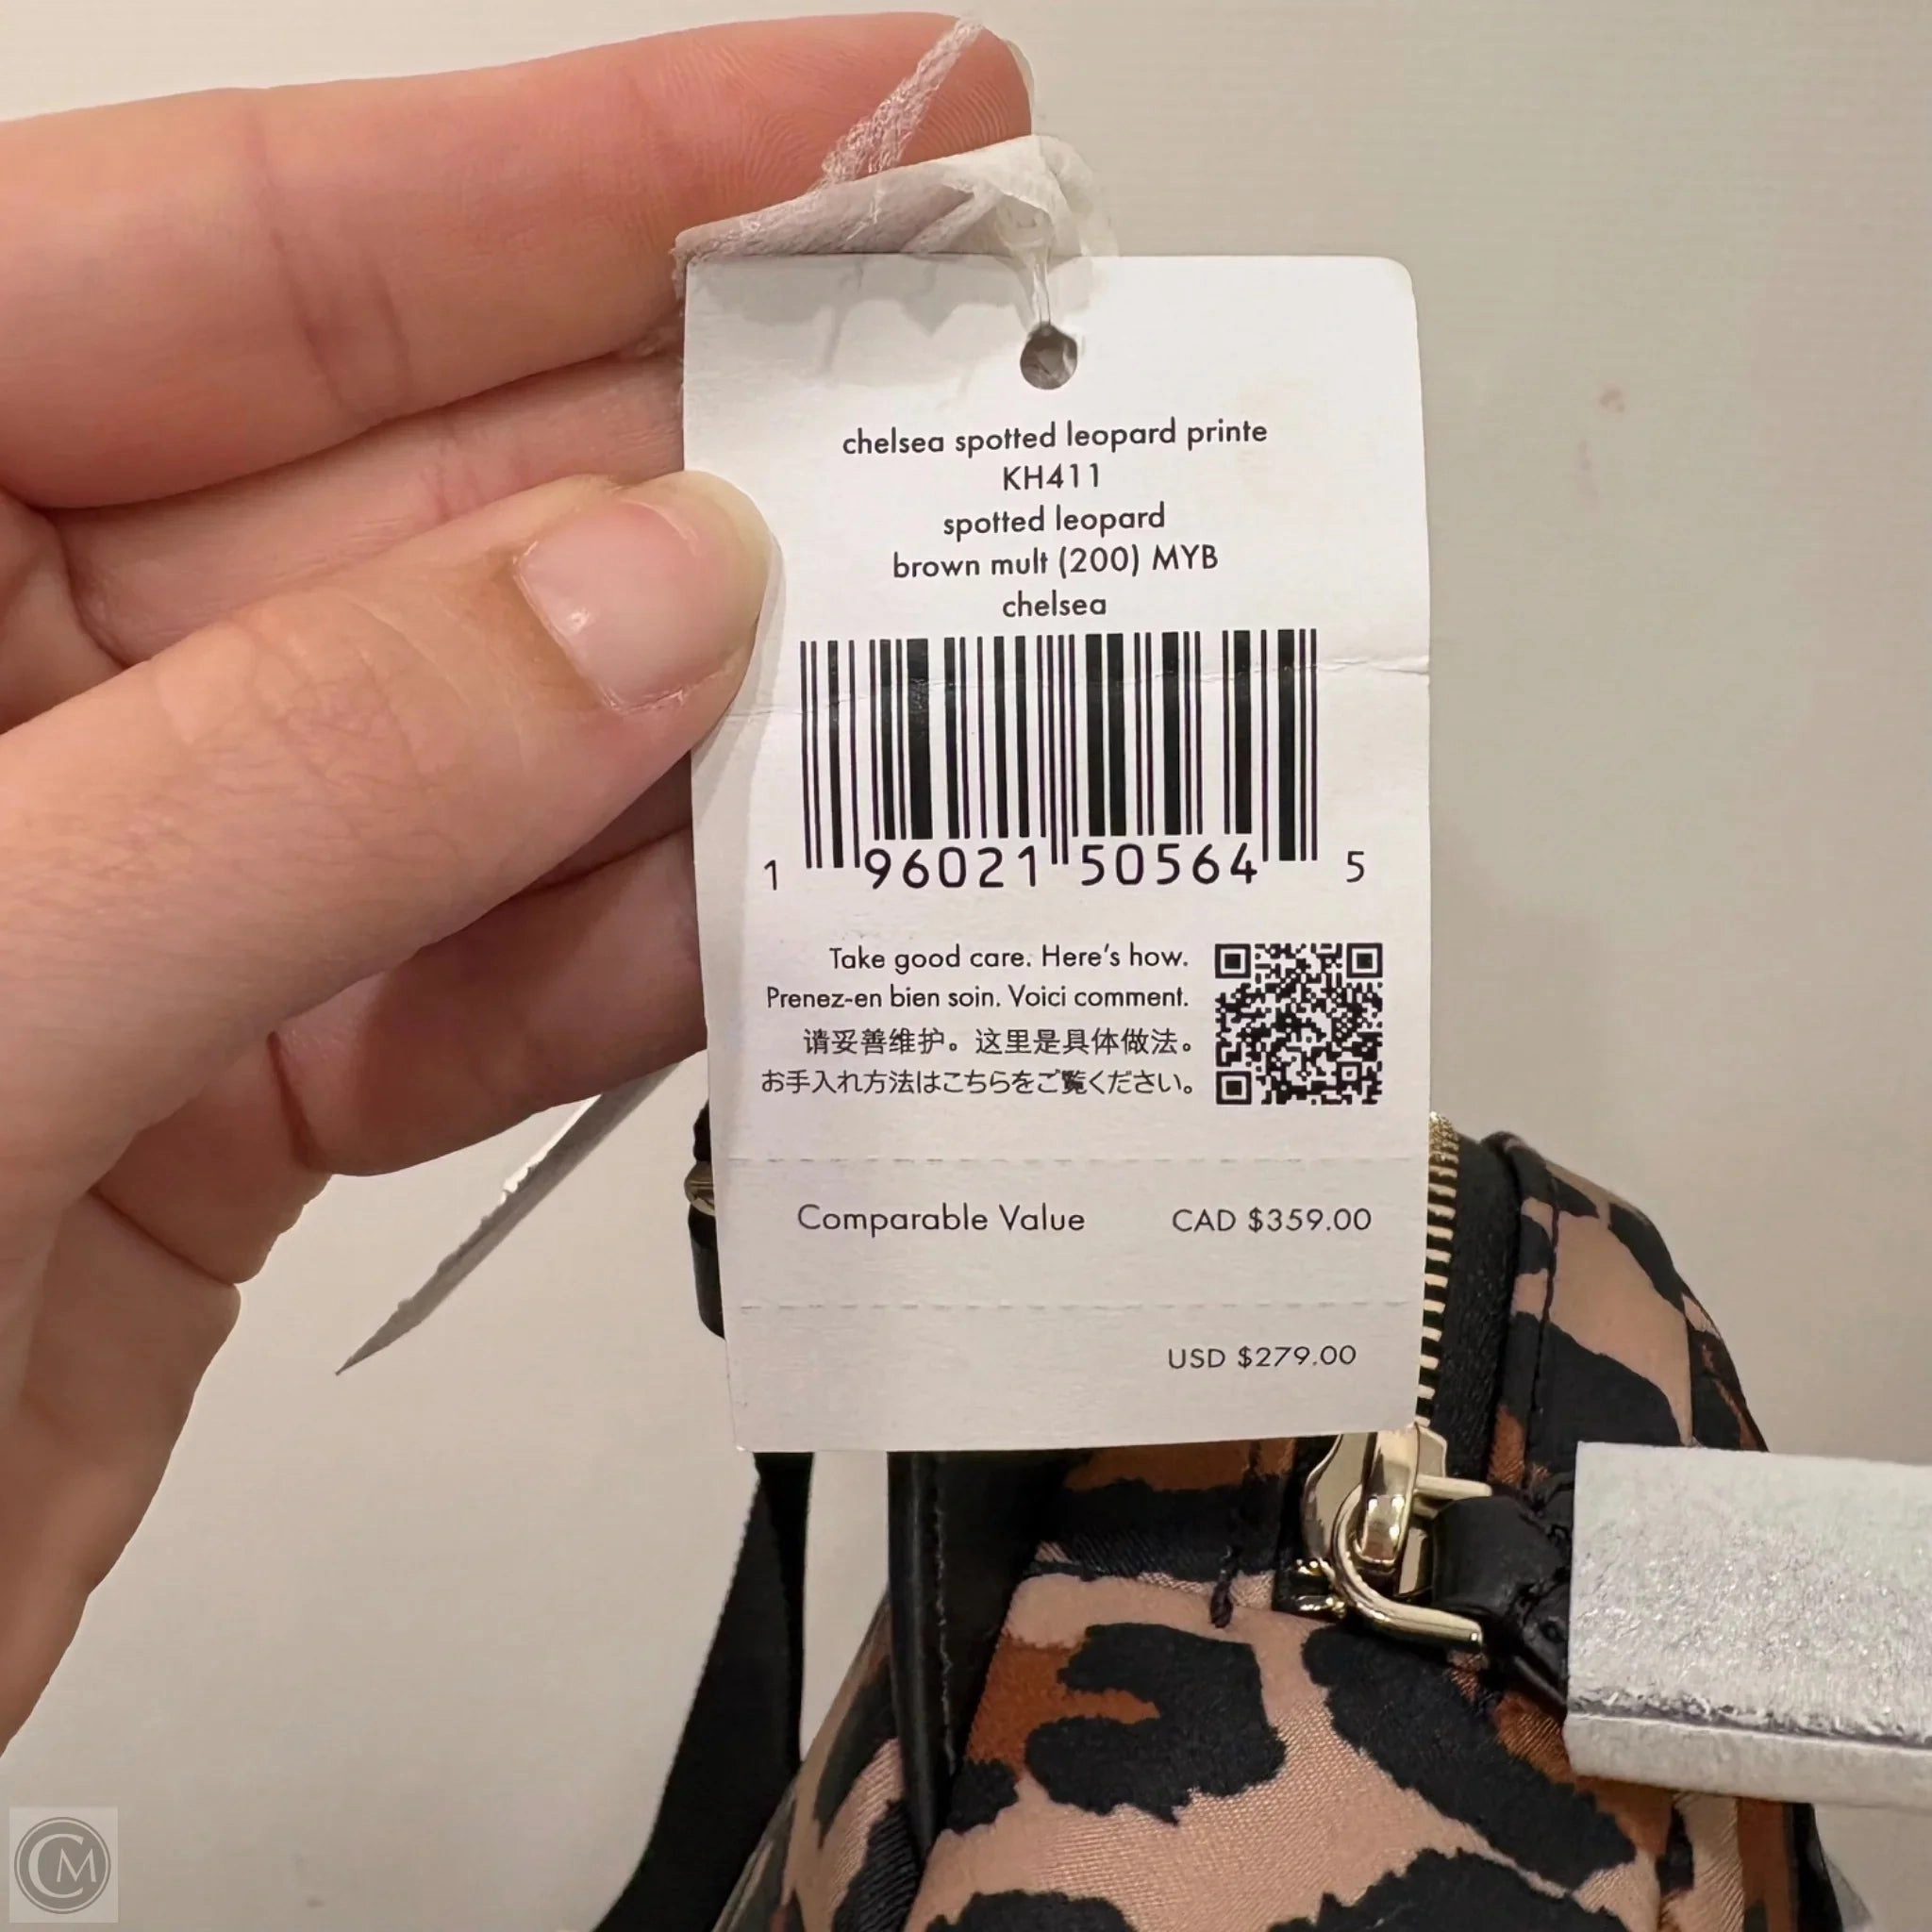 chelsea spotted leopard printe
KH411
spotted leopard
brown mult (200) MYB
chelsea
1 96021 50564 5
Take good care. Here's how.
Prenez-en bien soin. Voici comment.
请妥善维护。这里是具体做法。
お手入れ方法はこちらをご覧ください。
Comparable Value CAD $359.00
USD $279.00
CM